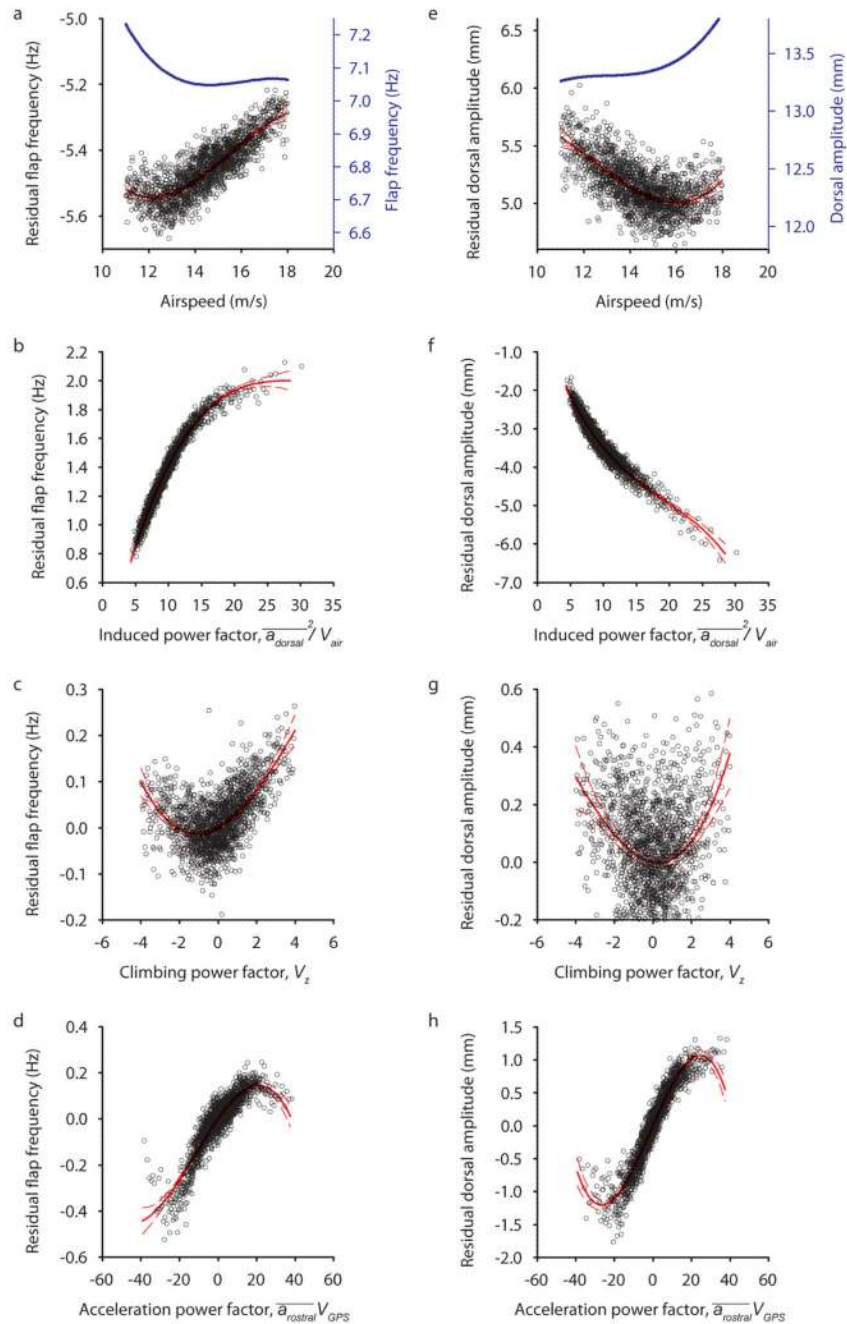 a
Residual flap frequency (Hz)
-5.0
-5.2
-5.4
-5.6
10 12 14 16 18 20
Airspeed (m/s)
7.2
7.1
7.0
6.9
6.8
6.7
6.6
Flap frequency (Hz)
e
Residual dorsal amplitude (mm)
6.5
6.0
5.5
5.0
10 12 14 16 18 20
Airspeed (m/s)
13.5
13.0
12.5
12.0
Dorsal amplitude (mm)
b
Residual flap frequency (Hz)
2.2
2.0
1.8
1.6
1.4
1.2
1.0
0.8
0.6
0 5 10 15 20 25 30 35
Induced power factor, a_dorsal²/ V_air
f
Residual dorsal amplitude (mm)
-1.0
-2.0
-3.0
-4.0
-5.0
-6.0
-7.0
0 5 10 15 20 25 30 35
Induced power factor, a_dorsal²/ V_air
c
Residual flap frequency (Hz)
0.3
0.2
0.1
0.0
-0.1
-0.2
-6 -4 -2 0 2 4 6
Climbing power factor, V_z
g
Residual dorsal amplitude (mm)
0.6
0.4
0.2
0.0
-0.2
-6 -4 -2 0 2 4 6
Climbing power factor, V_z
d
Residual flap frequency (Hz)
0.4
0.2
0.0
-0.2
-0.4
-0.6
-60 -40 -20 0 20 40 60
Acceleration power factor, a_rostral V_GPS
h
Residual dorsal amplitude (mm)
1.5
1.0
0.5
0.0
-0.5
-1.0
-1.5
-2.0
-60 -40 -20 0 20 40 60
Acceleration power factor, a_rostral V_GPS